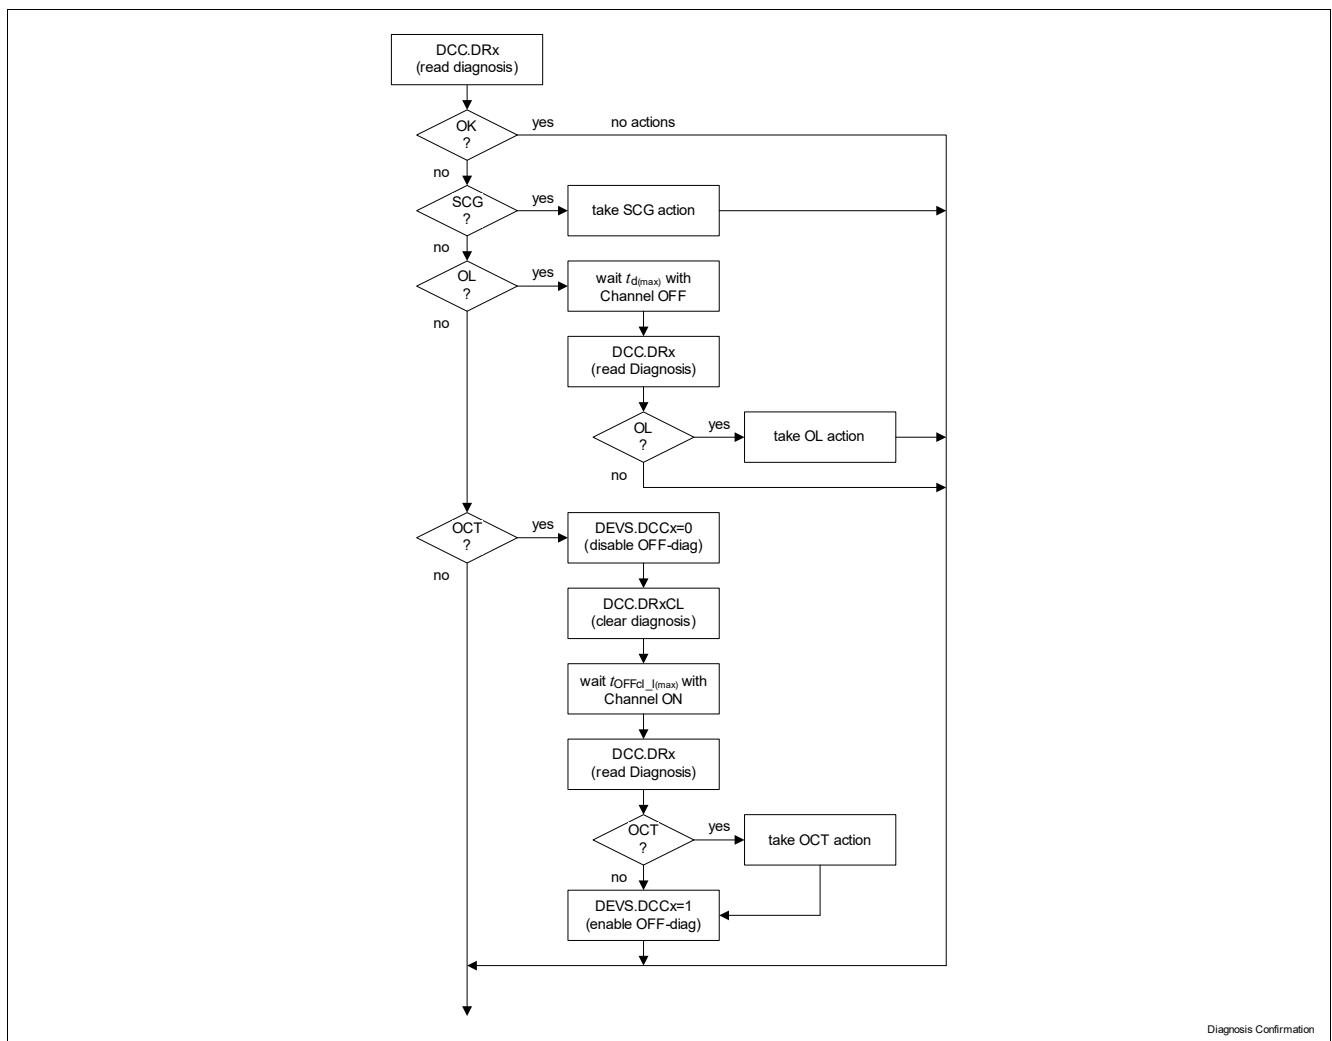 DCC.DRx
(read diagnosis)
OK
?
yes
no actions
no
SCG
?
yes
take SCG action
no
OL
?
yes
wait td(max) with
Channel OFF
no
DCC.DRx
(read Diagnosis)
OL
?
yes
take OL action
no
OCT
?
yes
DEVS.DCCx=0
(disable OFF-diag)
no
DCC.DRxCL
(clear diagnosis)
wait tOFFcl_l(max) with
Channel ON
DCC.DRx
(read Diagnosis)
OCT
?
yes
take OCT action
no
DEVS.DCCx=1
(enable OFF-diag)
Diagnosis Confirmation